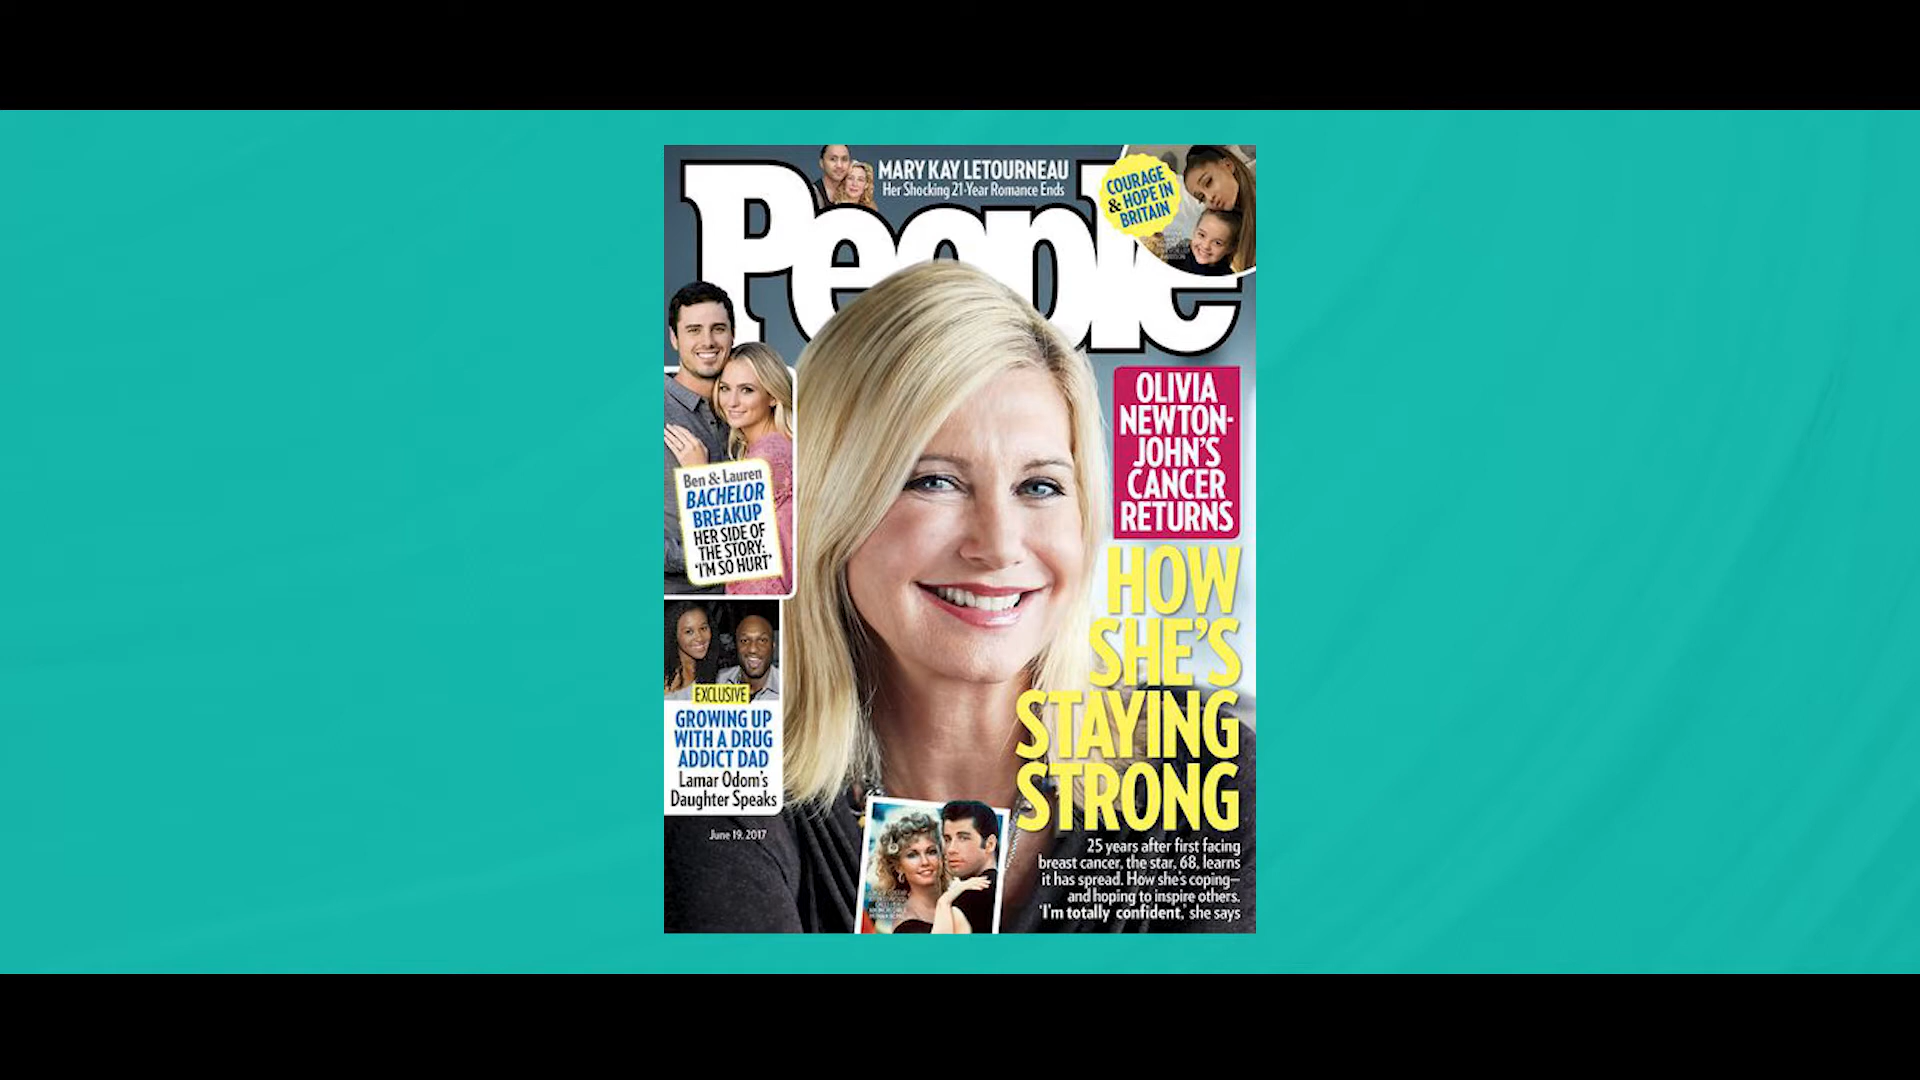 MARY KAY LETOURNEAU
Her Shocking 21-Year Romance Ends
COURAGE
& HOPE IN
BRITAIN
People
OLIVIA
NEWTON-
JOHN'S
CANCER
RETURNS
Ben & Lauren
BACHELOR
BREAKUP
HER SIDE OF
THE STORY:
'I'M SO HURT'
HOW
SHE'S
STAYING
STRONG
EXCLUSIVE
GROWING UP
WITH A DRUG
ADDICT DAD
Lamar Odom's
Daughter Speaks
June 19, 2017
25 years after first facing
breast cancer, the star, 68, learns
it has spread. How she's coping—
and hoping to inspire others.
'I'm totally confident,' she says